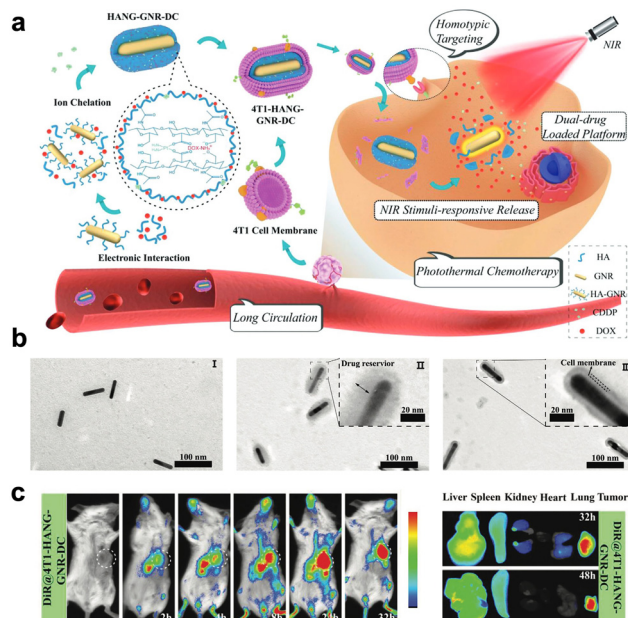 a
HANG-GNR-DC
Homotypic
Targeting
NIR
Ion Chelation
4T1-HANG-
GNR-DC
Dual-drug
Loaded Platform
DOX-NH₃⁺
NIR Stimuli-responsive Release
4T1 Cell Membrane
Electronic Interaction
Photothermal Chemotherapy
HA
GNR
HA-GNR
CDDP
DOX
Long Circulation
b
I
100 nm
Drug reservior
II
20 nm
100 nm
Cell membrane
20 nm
100 nm
c
DiR@4T1-HANG-
GNR-DC
2h
4h
8h
24h
32h
Liver Spleen Kidney Heart Lung Tumor
32h
48h
DiR@4T1-HANG-
GNR-DC